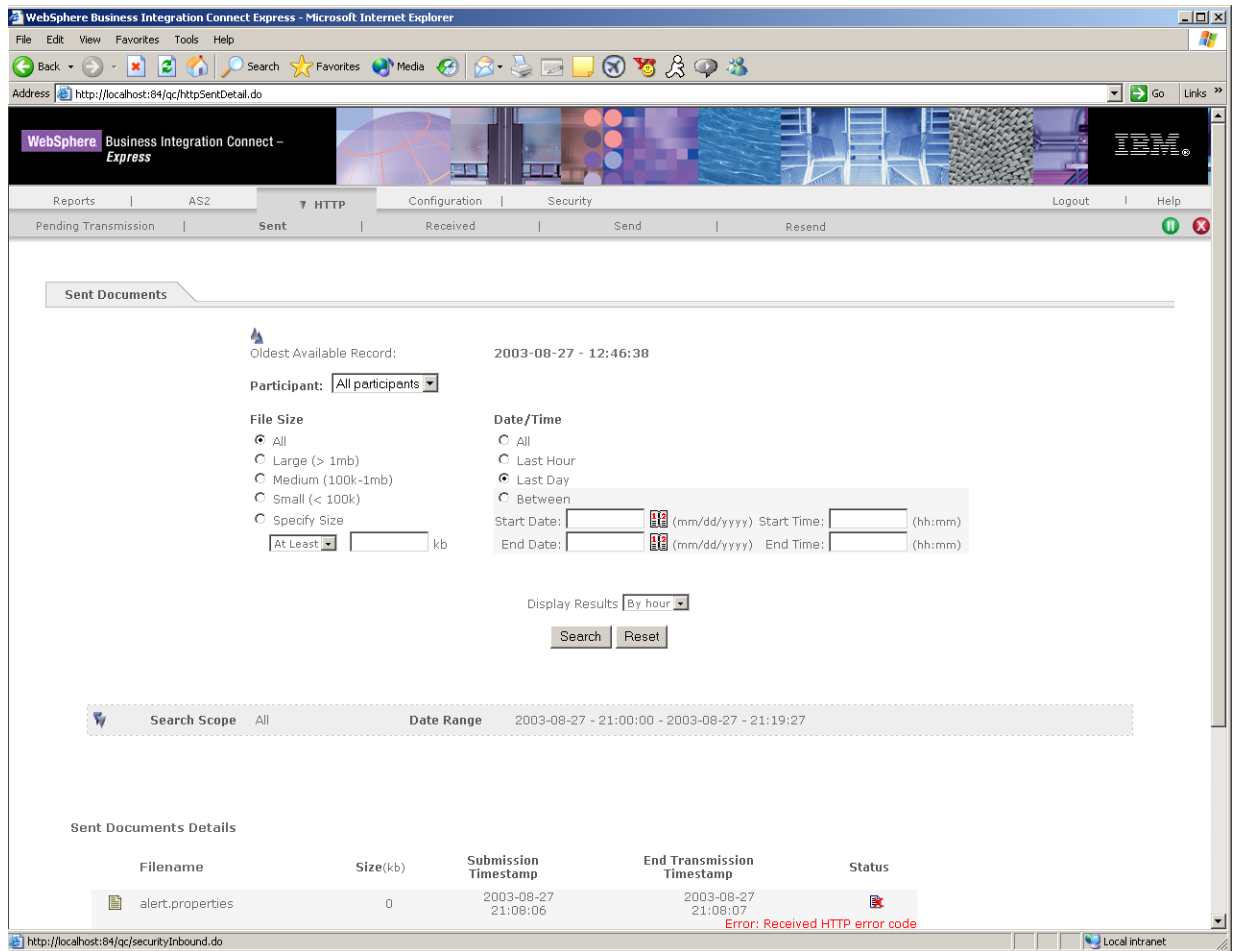 WebSphere Business Integration Connect Express - Microsoft Internet Explorer
File Edit View Favorites Tools Help
Back Search Favorites Media
Address http://localhost:84/qc/httpSentDetail.do Go Links »
WebSphere Business Integration Connect –
Express
IBM
Reports | AS2 HTTP Configuration | Security Logout | Help
Pending Transmission | Sent | Received | Send | Resend
Sent Documents
Oldest Available Record: 2003-08-27 - 12:46:38
Participant: All participants
File Size Date/Time
All All
Large (> 1mb) Last Hour
Medium (100k-1mb) Last Day
Small (< 100k) Between
Specify Size Start Date: (mm/dd/yyyy) Start Time: (hh:mm)
At Least kb End Date: (mm/dd/yyyy) End Time: (hh:mm)
Display Results By hour
Search Reset
Search Scope All Date Range 2003-08-27 - 21:00:00 - 2003-08-27 - 21:19:27
Sent Documents Details
Filename Size(kb) Submission Timestamp End Transmission Timestamp Status
alert.properties 0 2003-08-27 21:08:06 2003-08-27 21:08:07
Error: Received HTTP error code
http://localhost:84/qc/securityInbound.do Local intranet